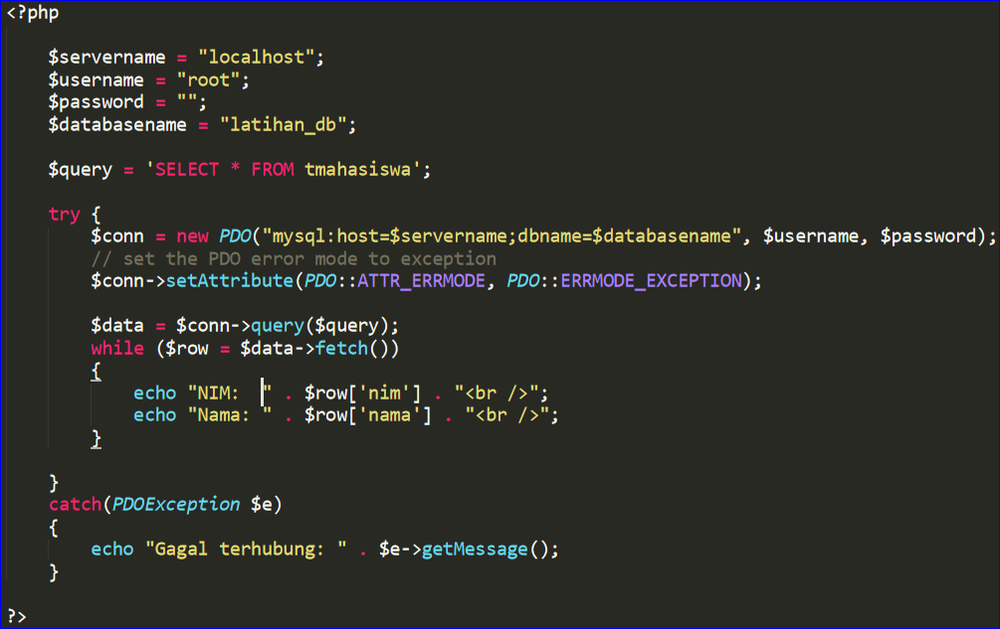 <?php
$servername = "localhost";
$username = "root";
$password = "";
$databasename = "latihan_db";
$query = 'SELECT * FROM tmahasiswa';
try {
$conn = new PDO("mysql:host=$servername;dbname=$databasename", $username, $password);
// set the PDO error mode to exception
$conn->setAttribute(PDO::ATTR_ERRMODE, PDO::ERRMODE_EXCEPTION);
$data = $conn->query($query);
while ($row = $data->fetch())
{
echo "NIM:  " . $row['nim'] . "<br />";
echo "Nama: " . $row['nama'] . "<br />";
}
}
catch(PDOException $e)
{
echo "Gagal terhubung: " . $e->getMessage();
}
?>